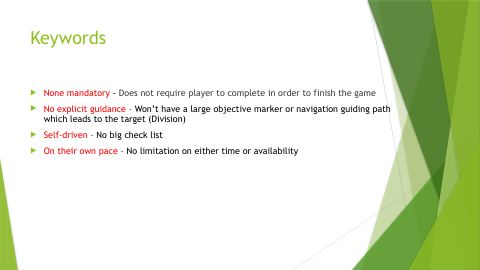 Keywords
None mandatory - Does not require player to complete in order to finish the game
No explicit guidance - Won't have a large objective marker or navigation guiding path
which leads to the target (Division)
Self-driven - No big check list
On their own pace - No limitation on either time or availability